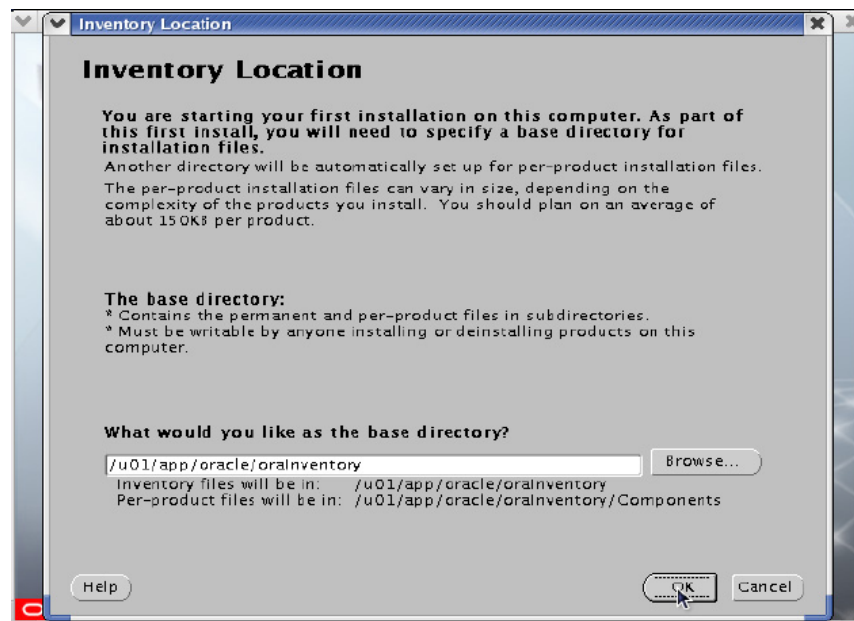 Inventory Location
Inventory Location
You are starting your first installation on this computer. As part of
this first install, you will need to specify a base directory for
installation files.
Another directory will be automatically set up for per-product installation files.
The per-product installation files can vary in size, depending on the
complexity of the products you install. You should plan on an average of
about 150KB per product.
The base directory:
* Contains the permanent and per-product files in subdirectories.
* Must be writable by anyone installing or deinstalling products on this
computer.
What would you like as the base directory?
/u01/app/oracle/oraInventory
Browse...
Inventory files will be in: /u01/app/oracle/oraInventory
Per-product files will be in: /u01/app/oracle/oraInventory/Components
Help
OK
Cancel